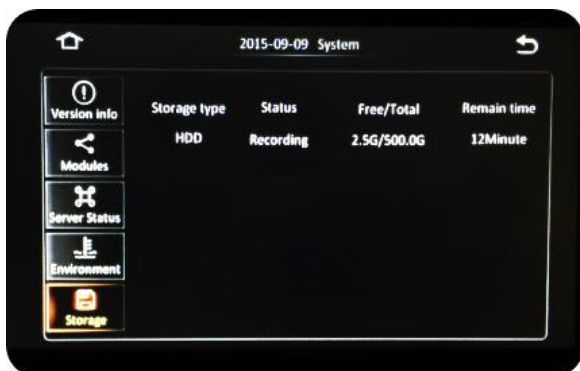 2015-09-09 System
Version info
Modules
Server Status
Environment
Storage
Storage type Status Free/Total Remain time
HDD Recording 2.5G/500.0G 12Minute